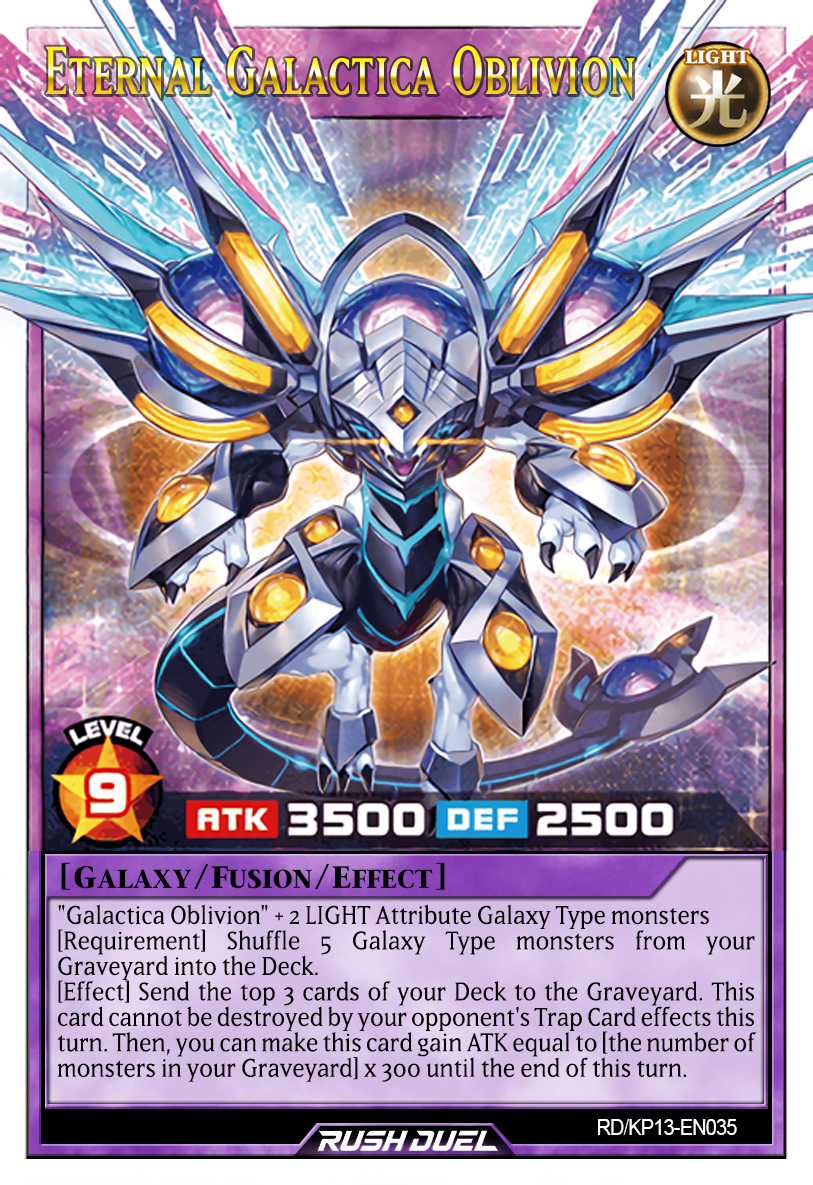 Eternal Galactica Oblivion
LIGHT
光
LEVEL
9
ATK 3500 DEF 2500
[Galaxy/Fusion/Effect]
"Galactica Oblivion" + 2 LIGHT Attribute Galaxy Type monsters
[Requirement] Shuffle 5 Galaxy Type monsters from your
Graveyard into the Deck.
[Effect] Send the top 3 cards of your Deck to the Graveyard. This
card cannot be destroyed by your opponent's Trap Card effects this
turn. Then, you can make this card gain ATK equal to [the number of
monsters in your Graveyard] x 300 until the end of this turn.
RD/KP13-EN035
RUSH DUEL